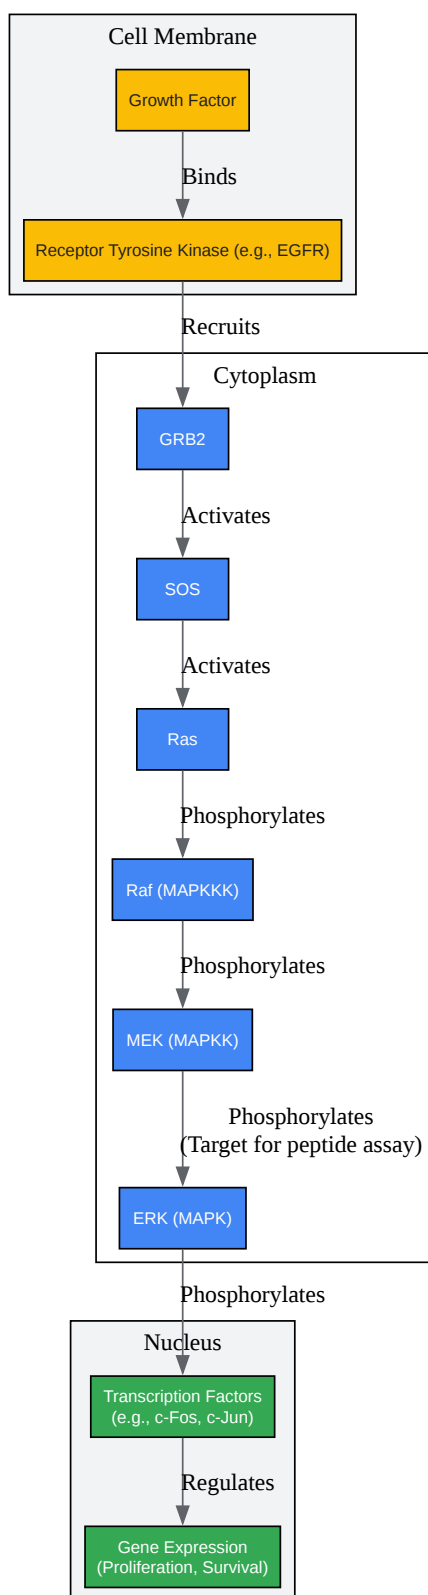 Cell Membrane
Growth Factor
Binds
Receptor Tyrosine Kinase (e.g., EGFR)
Recruits
Cytoplasm
GRB2
Activates
SOS
Activates
Ras
Phosphorylates
Raf (MAPKKK)
Phosphorylates
MEK (MAPKK)
Phosphorylates
(Target for peptide assay)
ERK (MAPK)
Phosphorylates
Nucleus
Transcription Factors
(e.g., c-Fos, c-Jun)
Regulates
Gene Expression
(Proliferation, Survival)